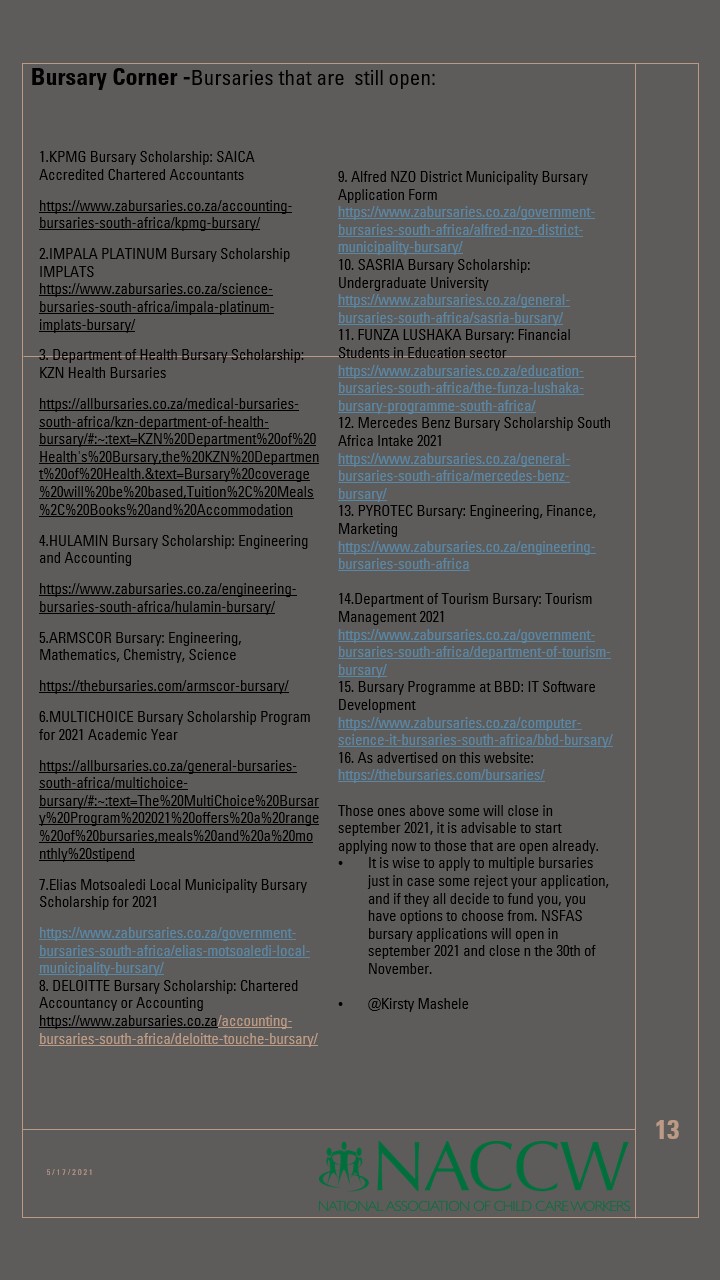 Bursary Corner -Bursaries that are  still open:
1.KPMG Bursary Scholarship: SAICA
Accredited Chartered Accountants
https://www.zabursaries.co.za/accounting-
bursaries-south-africa/kpmg-bursary/
2.IMPALA PLATINUM Bursary Scholarship
IMPLATS
https://www.zabursaries.co.za/science-
bursaries-south-africa/impala-platinum-
implats-bursary/
3. Department of Health Bursary Scholarship:
KZN Health Bursaries
https://allbursaries.co.za/medical-bursaries-
south-africa/kzn-department-of-health-
bursary/#:~:text=KZN%20Department%20of%20
Health's%20Bursary,the%20KZN%20Departmen
t%20of%20Health.&text=Bursary%20coverage
%20will%20be%20based,Tuition%2C%20Meals
%2C%20Books%20and%20Accommodation
4.HULAMIN Bursary Scholarship: Engineering
and Accounting
https://www.zabursaries.co.za/engineering-
bursaries-south-africa/hulamin-bursary/
5.ARMSCOR Bursary: Engineering,
Mathematics, Chemistry, Science
https://thebursaries.com/armscor-bursary/
6.MULTICHOICE Bursary Scholarship Program
for 2021 Academic Year
https://allbursaries.co.za/general-bursaries-
south-africa/multichoice-
bursary/#:~:text=The%20MultiChoice%20Bursar
y%20Program%202021%20offers%20a%20range
%20of%20bursaries,meals%20and%20a%20mo
nthly%20stipend
7.Elias Motsoaledi Local Municipality Bursary
Scholarship for 2021
https://www.zabursaries.co.za/government-
bursaries-south-africa/elias-motsoaledi-local-
municipality-bursary/
8. DELOITTE Bursary Scholarship: Chartered
Accountancy or Accounting
https://www.zabursaries.co.za/accounting-
bursaries-south-africa/deloitte-touche-bursary/
9. Alfred NZO District Municipality Bursary
Application Form
https://www.zabursaries.co.za/government-
bursaries-south-africa/alfred-nzo-district-
municipality-bursary/
10. SASRIA Bursary Scholarship:
Undergraduate University
https://www.zabursaries.co.za/general-
bursaries-south-africa/sasria-bursary/
11. FUNZA LUSHAKA Bursary: Financial
Students in Education sector
https://www.zabursaries.co.za/education-
bursaries-south-africa/the-funza-lushaka-
bursary-programme-south-africa/
12. Mercedes Benz Bursary Scholarship South
Africa Intake 2021
https://www.zabursaries.co.za/general-
bursaries-south-africa/mercedes-benz-
bursary/
13. PYROTEC Bursary: Engineering, Finance,
Marketing
https://www.zabursaries.co.za/engineering-
bursaries-south-africa
14.Department of Tourism Bursary: Tourism
Management 2021
https://www.zabursaries.co.za/government-
bursaries-south-africa/department-of-tourism-
bursary/
15. Bursary Programme at BBD: IT Software
Development
https://www.zabursaries.co.za/computer-
science-it-bursaries-south-africa/bbd-bursary/
16. As advertised on this website:
https://thebursaries.com/bursaries/
Those ones above some will close in
september 2021, it is advisable to start
applying now to those that are open already.
• It is wise to apply to multiple bursaries
just in case some reject your application,
and if they all decide to fund you, you
have options to choose from. NSFAS
bursary applications will open in
september 2021 and close n the 30th of
November.
• @Kirsty Mashele
13
5/17/2021
NACCW
NATIONAL ASSOCIATION OF CHILD CARE WORKERS